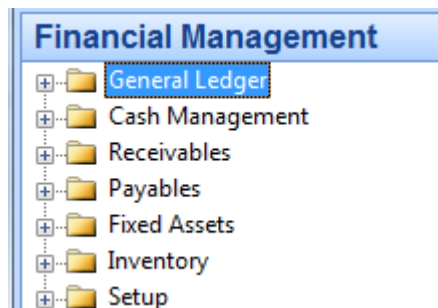 Financial Management
General Ledger
Cash Management
Receivables
Payables
Fixed Assets
Inventory
Setup